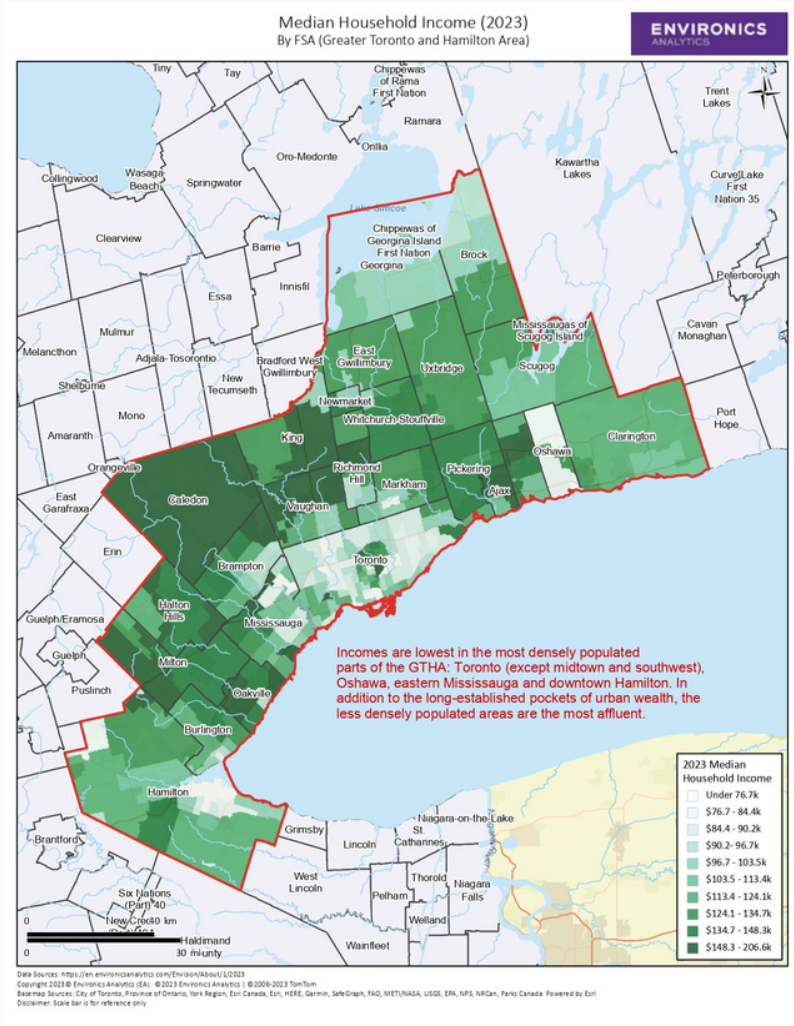 Median Household Income (2023)
By FSA (Greater Toronto and Hamilton Area)
ENVIRONICS
ANALYTICS
Tiny
Tay
Chippewas
of Rama
First Nation
Ramara
Trent
Lakes
N
Orillia
Oro-Medonte
Kawartha
Lakes
Collingwood
Wasaga
Beach
Springwater
Curve Lake
First
Nation 35
Lake Simcoe
Clearview
Barrie
Chippewas of
Georgina Island
First Nation
Georgina
Brock
Peterborough
Innisfil
Essa
Mississaugas of
Scugog Island
Cavan
Monaghan
Mulmur
Melancthon
Adjala-Tosorontio
Bradford West
Gwillimbury
East
Gwillimbury
Uxbridge
Scugog
Shelburne
New
Tecumseth
Newmarket
Mono
Whitchurch-Stouffville
Port
Hope
Amaranth
King
Clarington
Oshawa
Orangeville
Richmond
Hill
Markham
Pickering
East
Garafraxa
Caledon
Vaughan
Ajax
Erin
Brampton
Toronto
Halton
Hills
Guelph/Eramosa
Mississauga
Guelph
Milton
Puslinch
Oakville
Incomes are lowest in the most densely populated
parts of the GTHA: Toronto (except midtown and southwest),
Oshawa, eastern Mississauga and downtown Hamilton. In
addition to the long-established pockets of urban wealth, the
less densely populated areas are the most affluent.
Burlington
Hamilton
2023 Median
Household Income
Under 76.7k
$76.7 - 84.4k
$84.4 - 90.2k
$90.2- 96.7k
$96.7 - 103.5k
$103.5 - 113.4k
$113.4 - 124.1k
$124.1 - 134.7k
$134.7 - 148.3k
$148.3 - 206.6k
Niagara-on-the-Lake
Grimsby
St.
Catharines
Lincoln
Brantford
West
Lincoln
Thorold
Niagara
Falls
Pelham
Six Nations
(Part) 40
Welland
0
40 km
Haldimand
0
30 mi
Wainfleet
Data Sources: https://en.environicsanalytics.com/Envision/About/1/2023
Copyright 2023 © Environics Analytics (EA). ©2023 Environics Analytics | ©2006-2023 TomTom
Basemap Sources: City of Toronto, Province of Ontario, York Region, Esri Canada, Esri, HERE, Garmin, SafeGraph, FAO, METI/NASA, USGS, EPA, NPS, NRCan, Parks Canada Powered by Esri
Disclaimer: Scale bar is for reference only